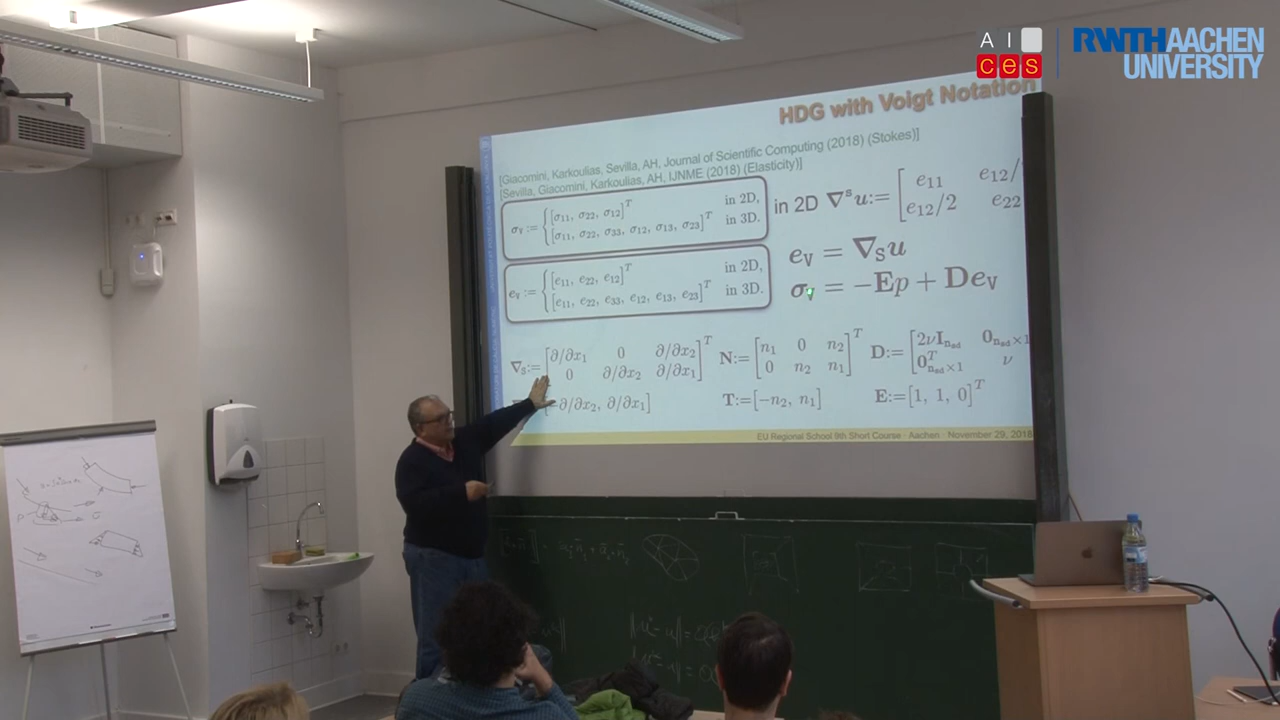 AICES
RWTHAACHEN
UNIVERSITY
HDG with Voigt Notation
[Giacomini, Karkoulias, Sevilla, AH, Journal of Scientific Computing (2018) (Stokes)]
[Sevilla, Giacomini, Karkoulias, AH, IJNME (2018) (Elasticity)]
σ_V := { [σ11, σ22, σ12]^T in 2D,
[σ11, σ22, σ33, σ12, σ13, σ23]^T in 3D.
in 2D ∇^s u := [ e11 e12/
e12/2 e22
e_V := { [e11, e22, e12]^T in 2D,
[e11, e22, e33, e12, e13, e23]^T in 3D.
e_V = ∇_S u
σ_V = −Ep + De_V
∇_S := [ ∂/∂x1 0 ∂/∂x2
0 ∂/∂x2 ∂/∂x1 ]^T
N := [ n1 0 n2
0 n2 n1 ]^T
D := [ 2νI_nsd 0_nsd×1
0^T_nsd×1 ν
−∂/∂x2, ∂/∂x1]
T := [−n2, n1]
E := [1, 1, 0]^T
EU Regional School 9th Short Course · Aachen · November 29, 2018